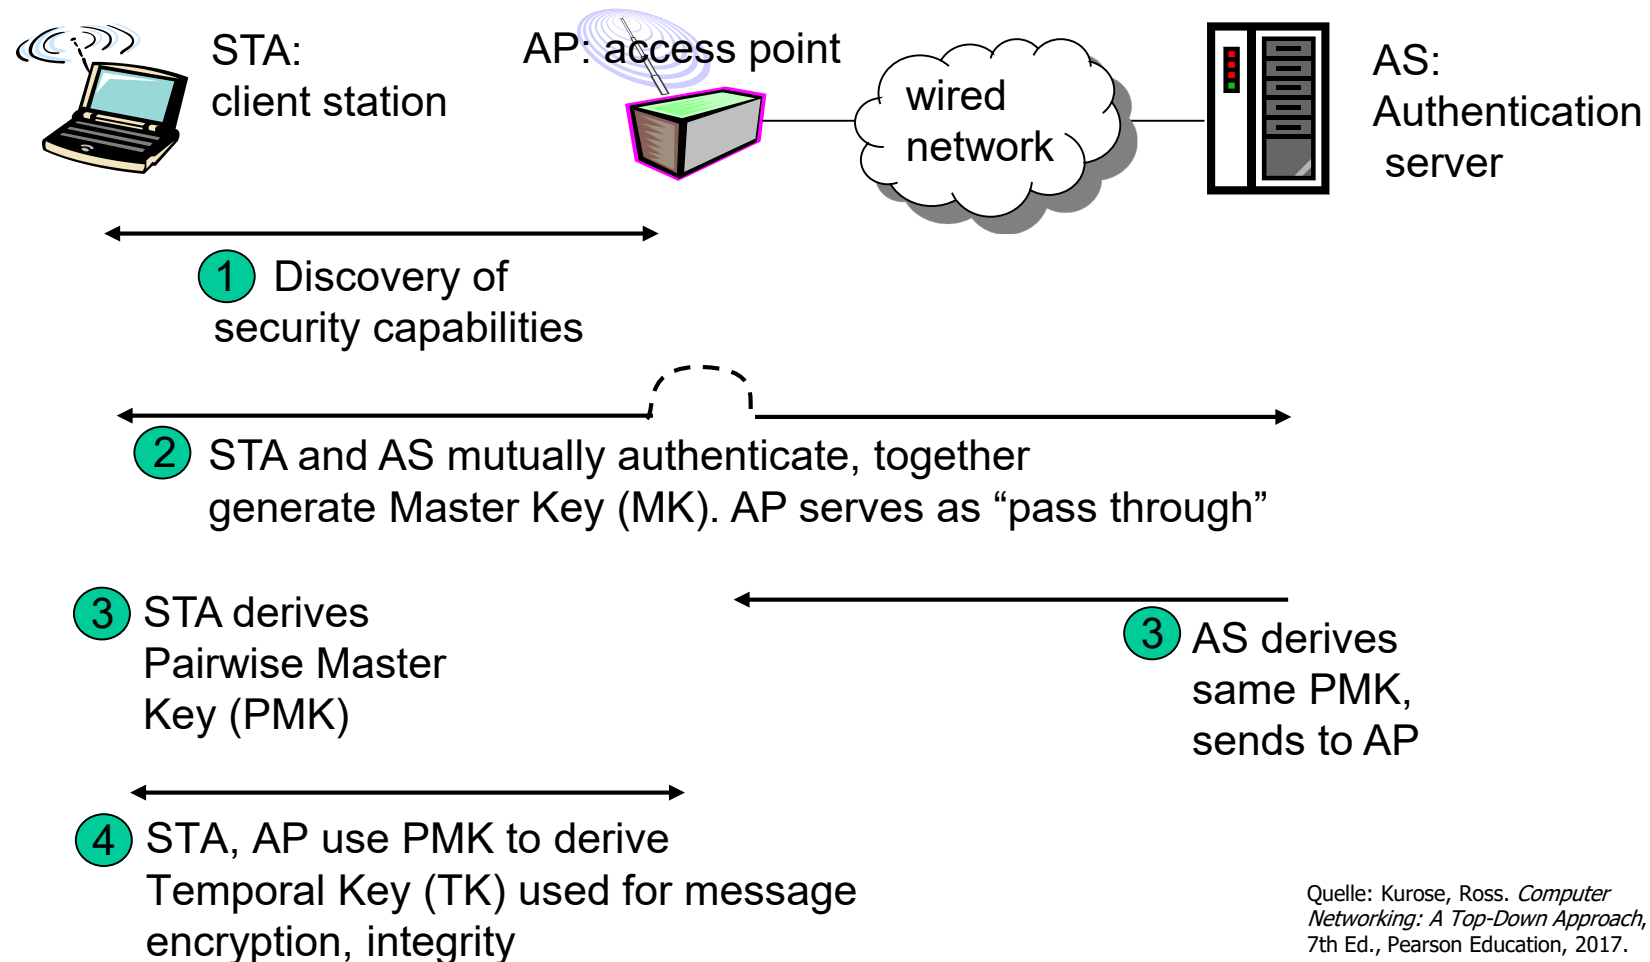 STA:
client station
AP: access point
wired
network
AS:
Authentication
server
1 Discovery of
security capabilities
2 STA and AS mutually authenticate, together
generate Master Key (MK). AP serves as “pass through”
3 STA derives
Pairwise Master
Key (PMK)
3 AS derives
same PMK,
sends to AP
4 STA, AP use PMK to derive
Temporal Key (TK) used for message
encryption, integrity
Quelle: Kurose, Ross. Computer
Networking: A Top-Down Approach,
7th Ed., Pearson Education, 2017.